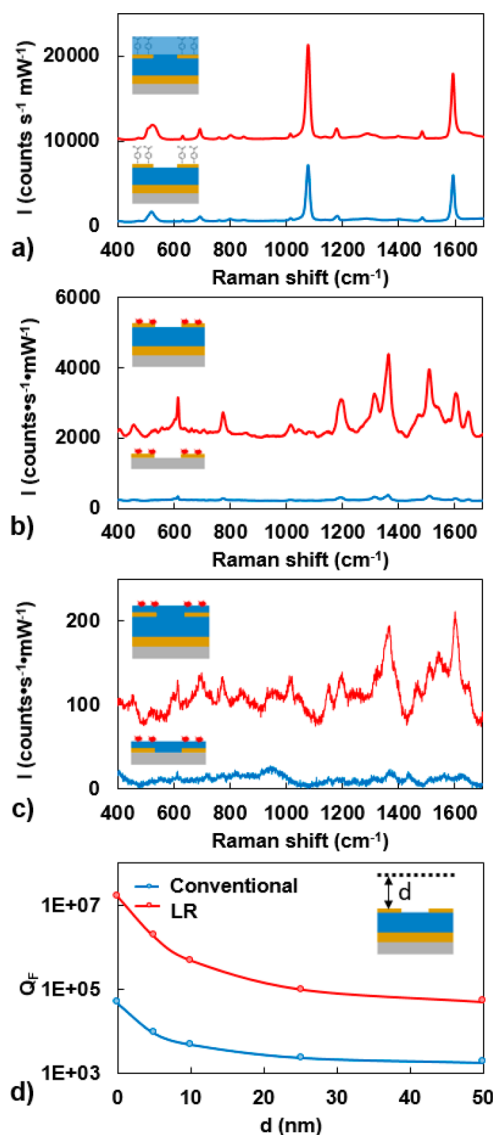 20000
10000
0
I (counts s⁻¹ mW⁻¹)
400 600 800 1000 1200 1400 1600
Raman shift (cm⁻¹)
a)
6000
4000
2000
0
I (counts•s⁻¹•mW⁻¹)
400 600 800 1000 1200 1400 1600
Raman shift (cm⁻¹)
b)
200
100
0
I (counts•s⁻¹•mW⁻¹)
400 600 800 1000 1200 1400 1600
Raman shift (cm⁻¹)
c)
Conventional
LR
d
1E+07
1E+05
1E+03
Q_F
0 10 20 30 40 50
d (nm)
d)